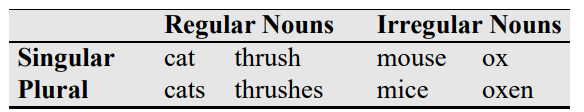 Regular Nouns Irregular Nouns
Singular cat thrush mouse ox
Plural cats thrushes mice oxen